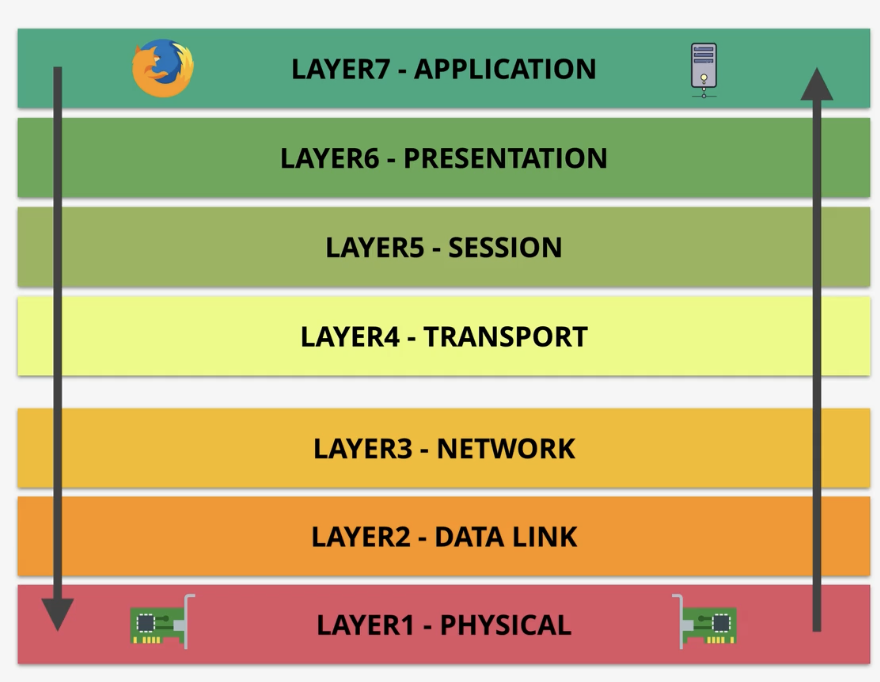 LAYER7 - APPLICATION
LAYER6 - PRESENTATION
LAYER5 - SESSION
LAYER4 - TRANSPORT
LAYER3 - NETWORK
LAYER2 - DATA LINK
LAYER1 - PHYSICAL